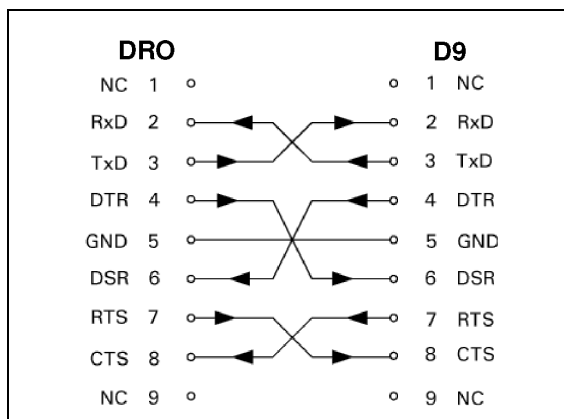 DRO D9
NC 1 1 NC
RxD 2 2 RxD
TxD 3 3 TxD
DTR 4 4 DTR
GND 5 5 GND
DSR 6 6 DSR
RTS 7 7 RTS
CTS 8 8 CTS
NC 9 9 NC